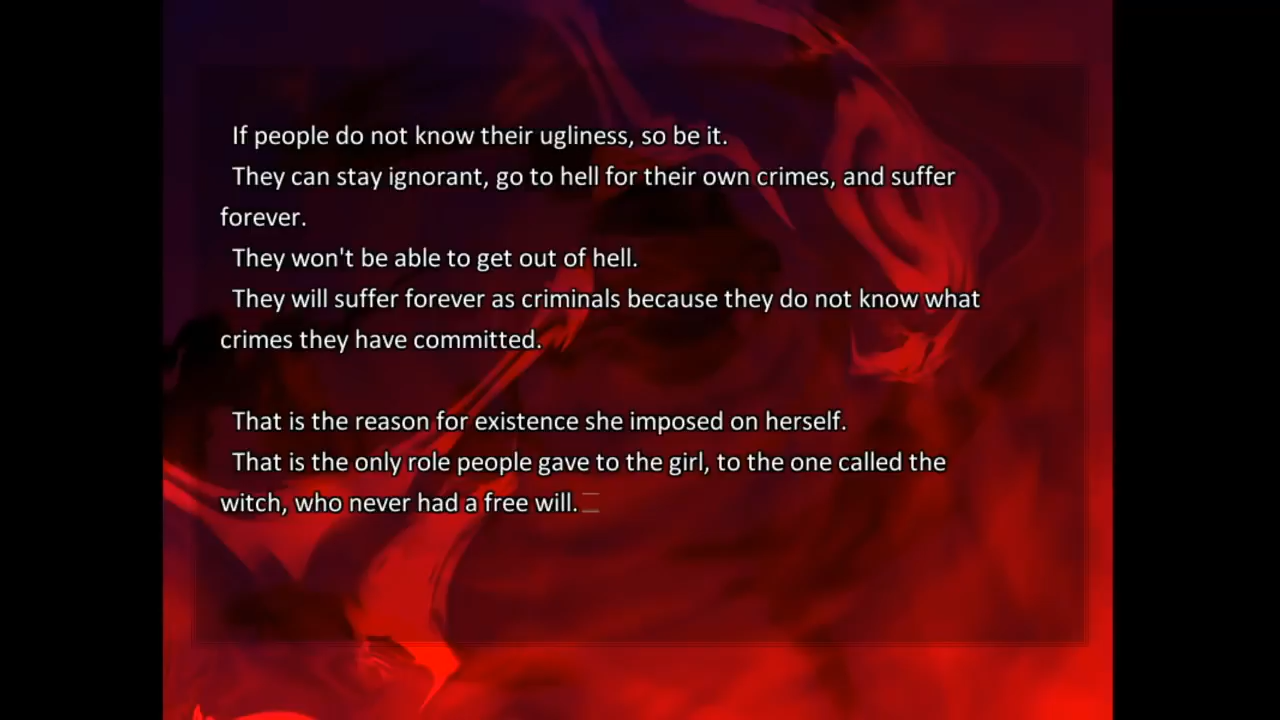 If people do not know their ugliness, so be it.
They can stay ignorant, go to hell for their own crimes, and suffer
forever.
They won't be able to get out of hell.
They will suffer forever as criminals because they do not know what
crimes they have committed.
That is the reason for existence she imposed on herself.
That is the only role people gave to the girl, to the one called the
witch, who never had a free will.